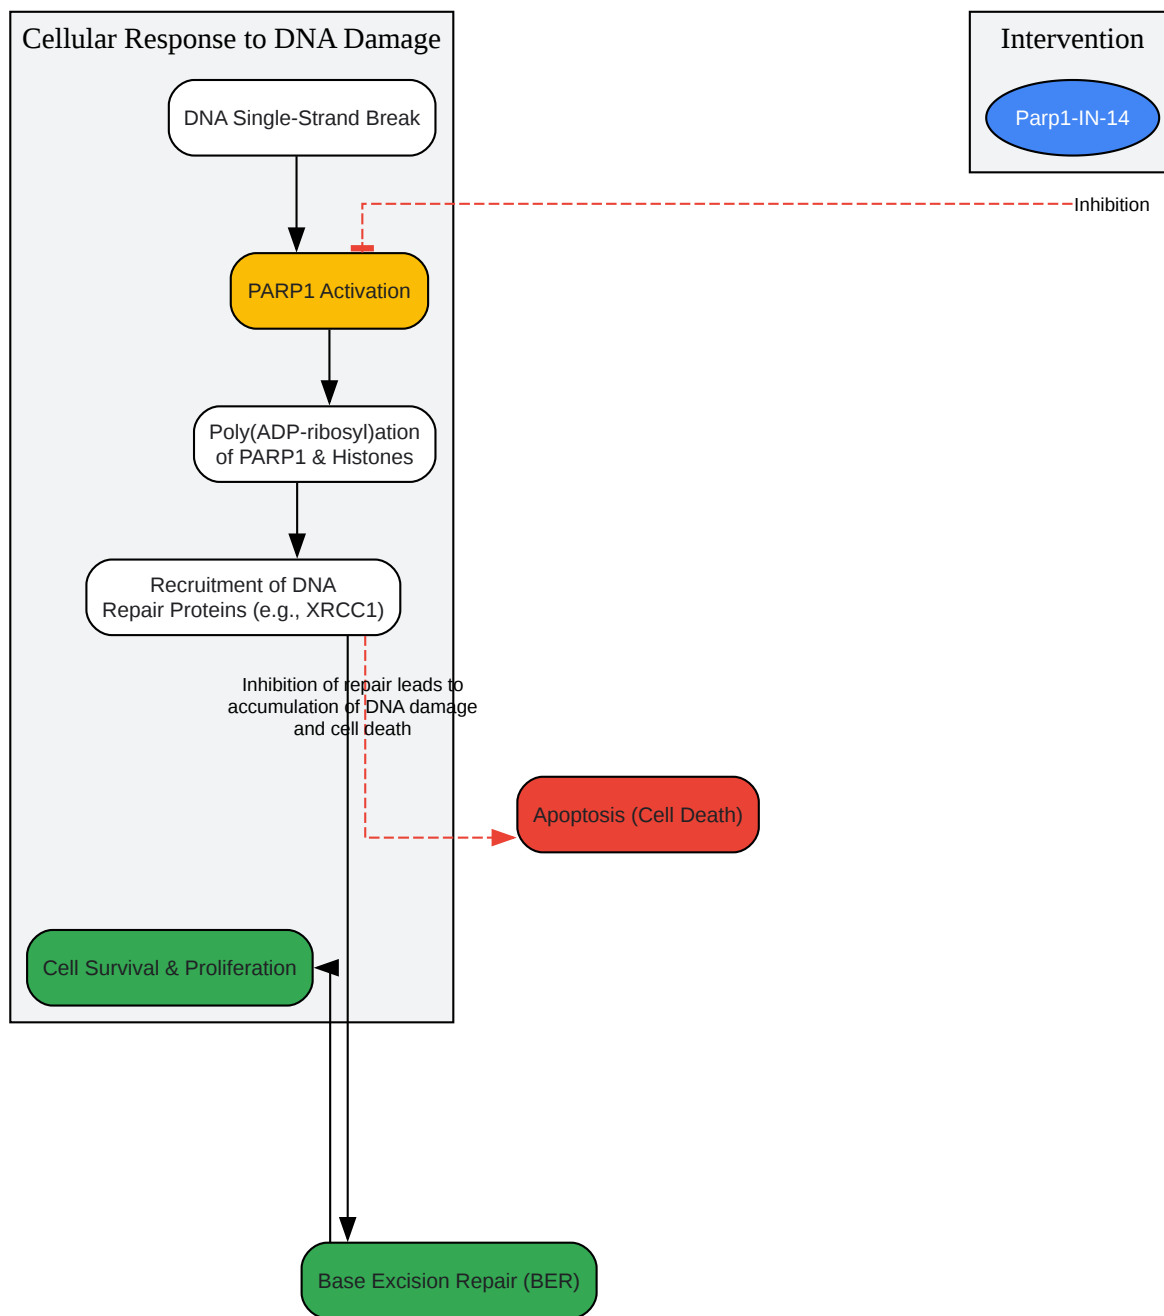 Cellular Response to DNA Damage
Intervention
DNA Single-Strand Break
Parp1-IN-14
Inhibition
PARP1 Activation
Poly(ADP-ribosyl)ation
of PARP1 & Histones
Recruitment of DNA
Repair Proteins (e.g., XRCC1)
Inhibition of repair leads to
accumulation of DNA damage
and cell death
Apoptosis (Cell Death)
Cell Survival & Proliferation
Base Excision Repair (BER)